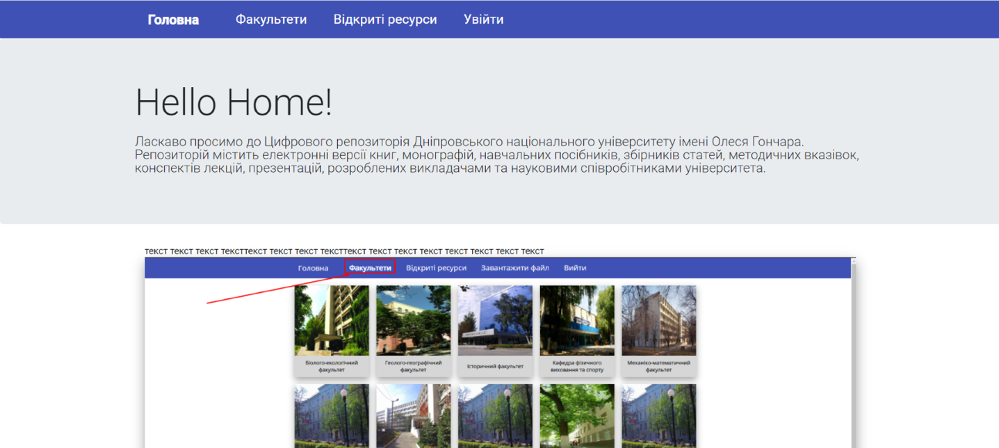 Головна Факультети Відкриті ресурси Увійти
Hello Home!
Ласкаво просимо до Цифрового репозиторія Дніпровського національного університету імені Олеся Гончара.
Репозиторій містить електронні версії книг, монографій, навчальних посібників, збірників статей, методичних вказівок,
конспектів лекцій, презентацій, розроблених викладачами та науковими співробітниками університета.
текст текст текст тексттекст текст текст тексттекст текст текст текст текст текст текст текст
Головна Факультети Відкриті ресурси Завантажити файл Вийти
Біолого-екологічний
факультет
Геолого-географічний
факультет
Історичний факультет
Кафедра фізичного
виховання та спорту
Механіко-математичний
факультет